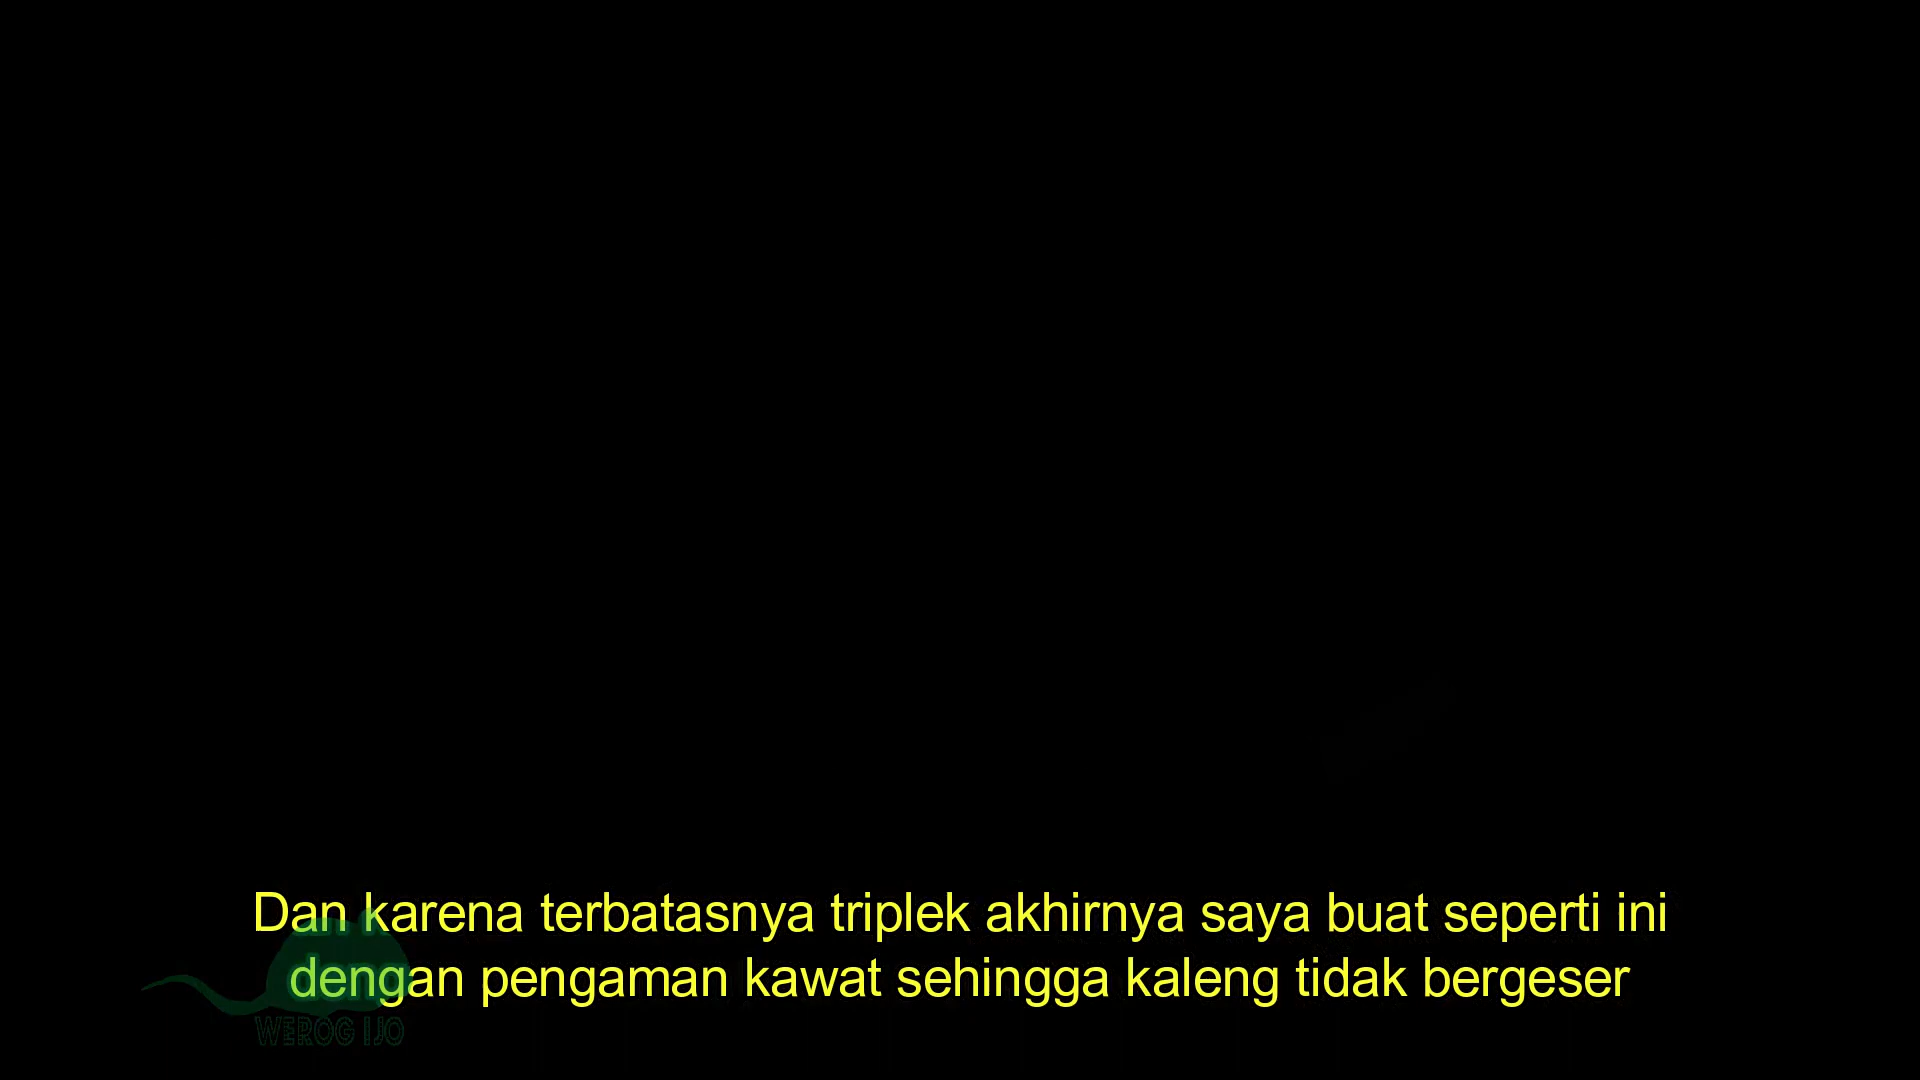 Dan karena terbatasnya triplek akhirnya saya buat seperti ini
dengan pengaman kawat sehingga kaleng tidak bergeser
WEROG IJO